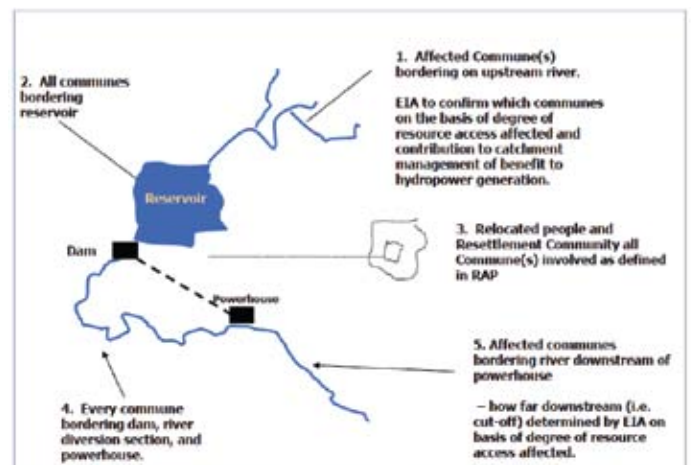 1. Affected Commune(s)
bordering on upstream river.
EIA to confirm which communes
on the basis of degree of
resource access affected and
contribution to catchment
management of benefit to
hydropower generation.
2. All communes
bordering
reservoir
Reservoir
3. Relocated people and
Resettlement Community all
Commune(s) involved as defined
in RAP
Dam
Powerhouse
4. Every commune
bordering dam, river
diversion section, and
powerhouse.
5. Affected communes
bordering river downstream of
powerhouse
– how far downstream (i.e.
cut-off) determined by EIA on
basis of degree of resource
access affected.